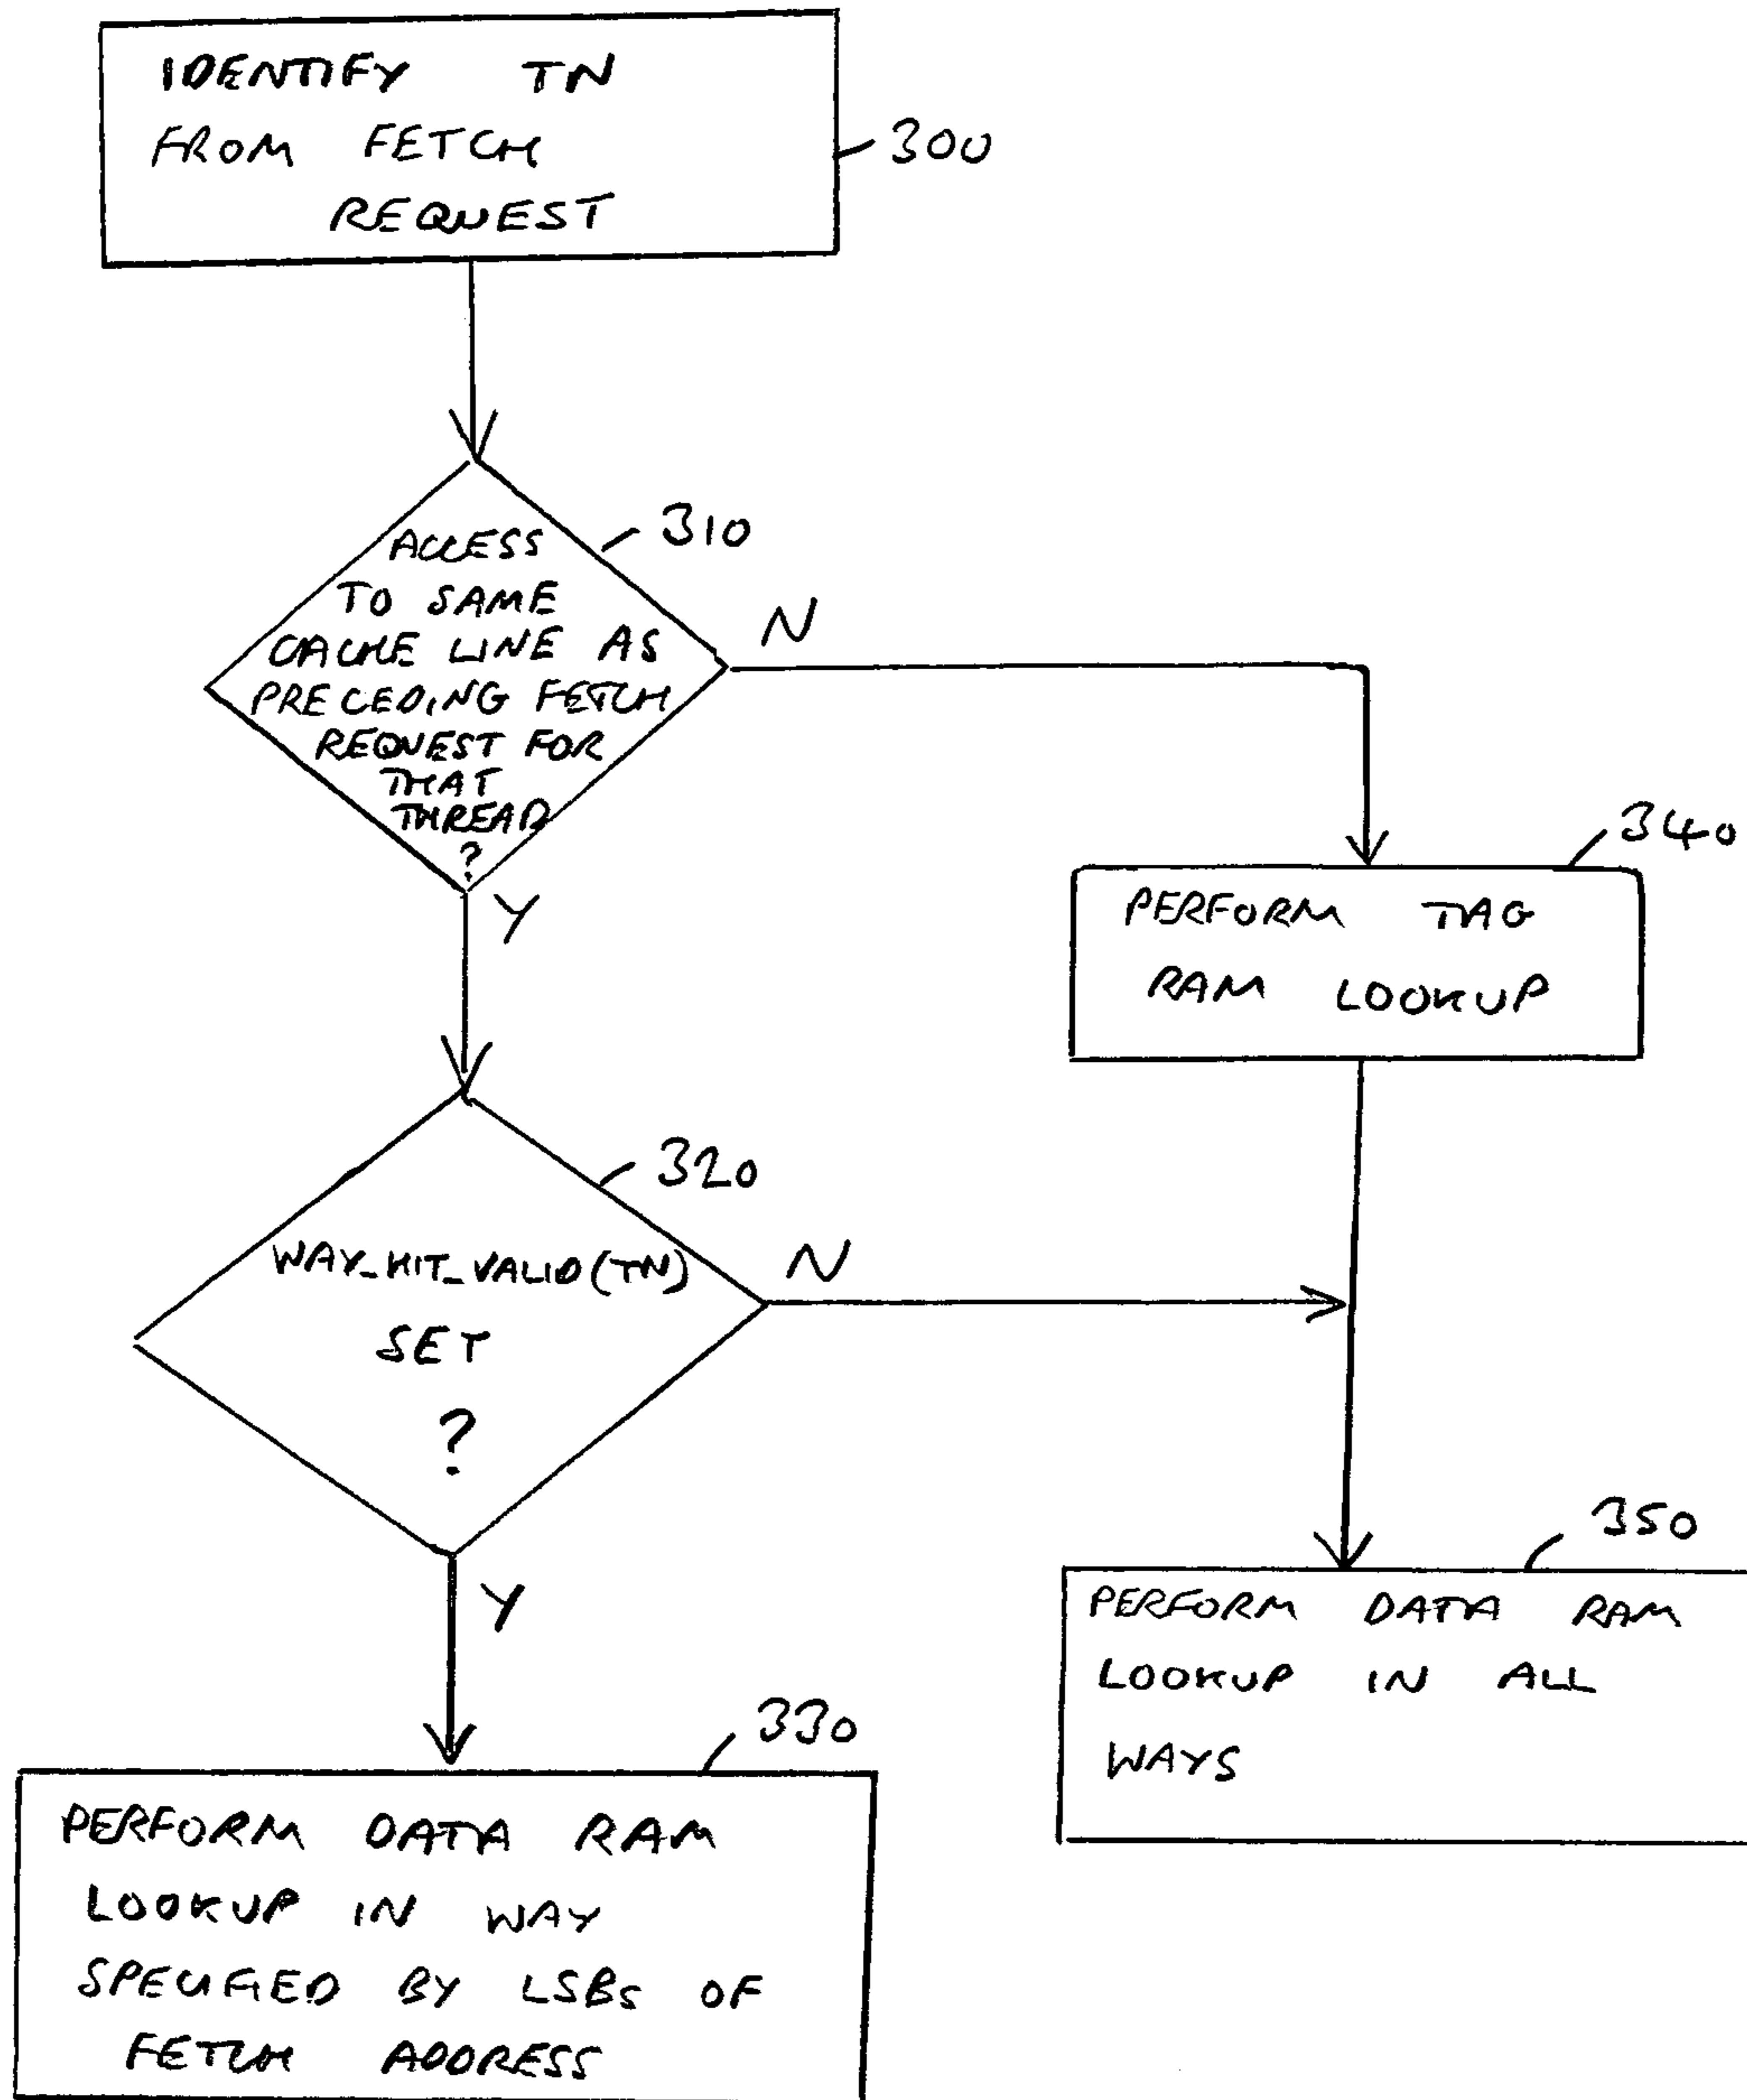 IDENTIFY TN
FROM FETCH
REQUEST
300
ACCESS
TO SAME
CACHE LINE AS
PRECEDING FETCH
REQUEST FOR
THAT
THREAD
?
310
N
Y
340
PERFORM TAG
RAM LOOKUP
320
WAY_HIT_VALID(TN)
SET
?
N
Y
350
PERFORM DATA RAM
LOOKUP IN ALL
WAYS
330
PERFORM DATA RAM
LOOKUP IN WAY
SPECIFIED BY LSBs OF
FETCH ADDRESS